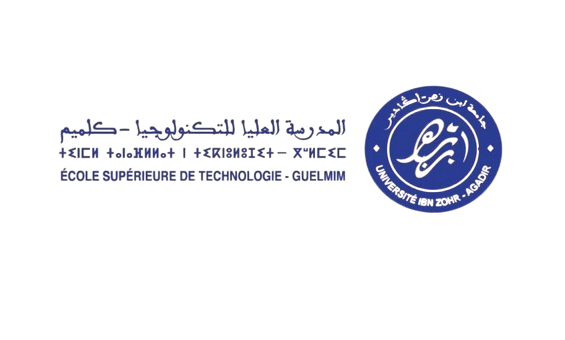 المدرسة العليا للتكنولوجيا - كلميم
ÉCOLE SUPÉRIEURE DE TECHNOLOGIE - GUELMIM
جامعة ابن زهر - أكادير
UNIVERSITÉ IBN ZOHR - AGADIR